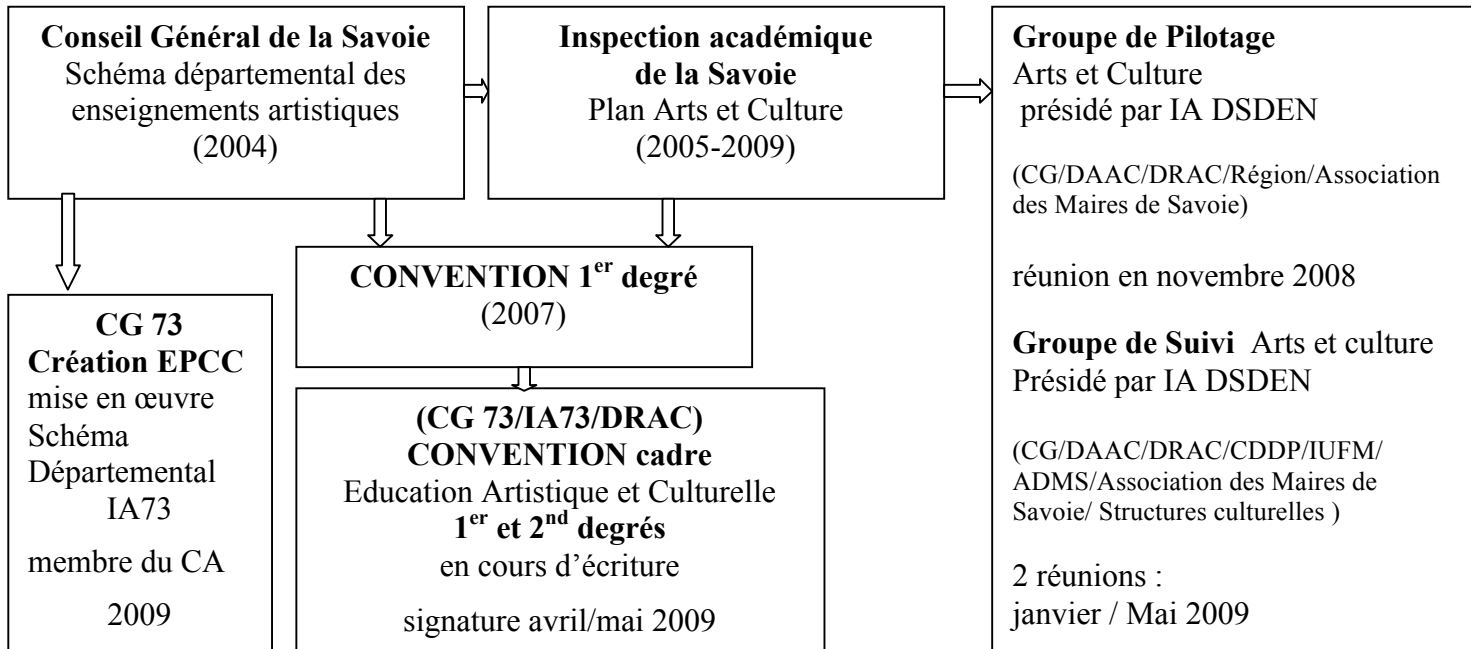 Conseil Général de la Savoie
Schéma départemental des
enseignements artistiques
(2004)
Inspection académique
de la Savoie
Plan Arts et Culture
(2005-2009)
Groupe de Pilotage
Arts et Culture
présidé par IA DSDEN
(CG/DAAC/DRAC/Région/Association
des Maires de Savoie)
réunion en novembre 2008
Groupe de Suivi Arts et culture
Présidé par IA DSDEN
(CG/DAAC/DRAC/CDDP/IUFM/
ADMS/Association des Maires de
Savoie/ Structures culturelles )
2 réunions :
janvier / Mai 2009
CONVENTION 1er degré
(2007)
CG 73
Création EPCC
mise en œuvre
Schéma
Départemental
IA73
membre du CA
2009
(CG 73/IA73/DRAC)
CONVENTION cadre
Education Artistique et Culturelle
1er et 2nd degrés
en cours d’écriture
signature avril/mai 2009